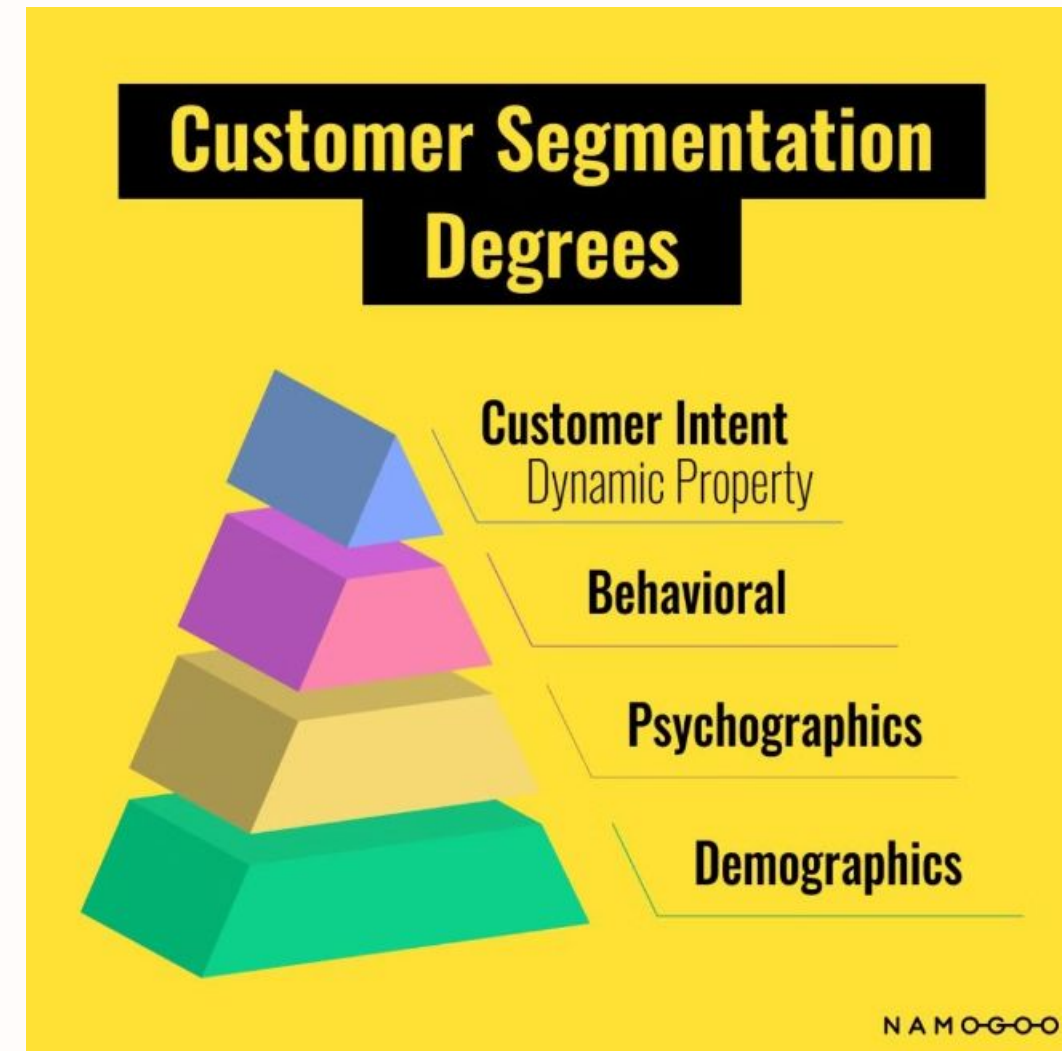 Customer Segmentation
Degrees
Customer Intent
Dynamic Property
Behavioral
Psychographics
Demographics
NAMOGOO